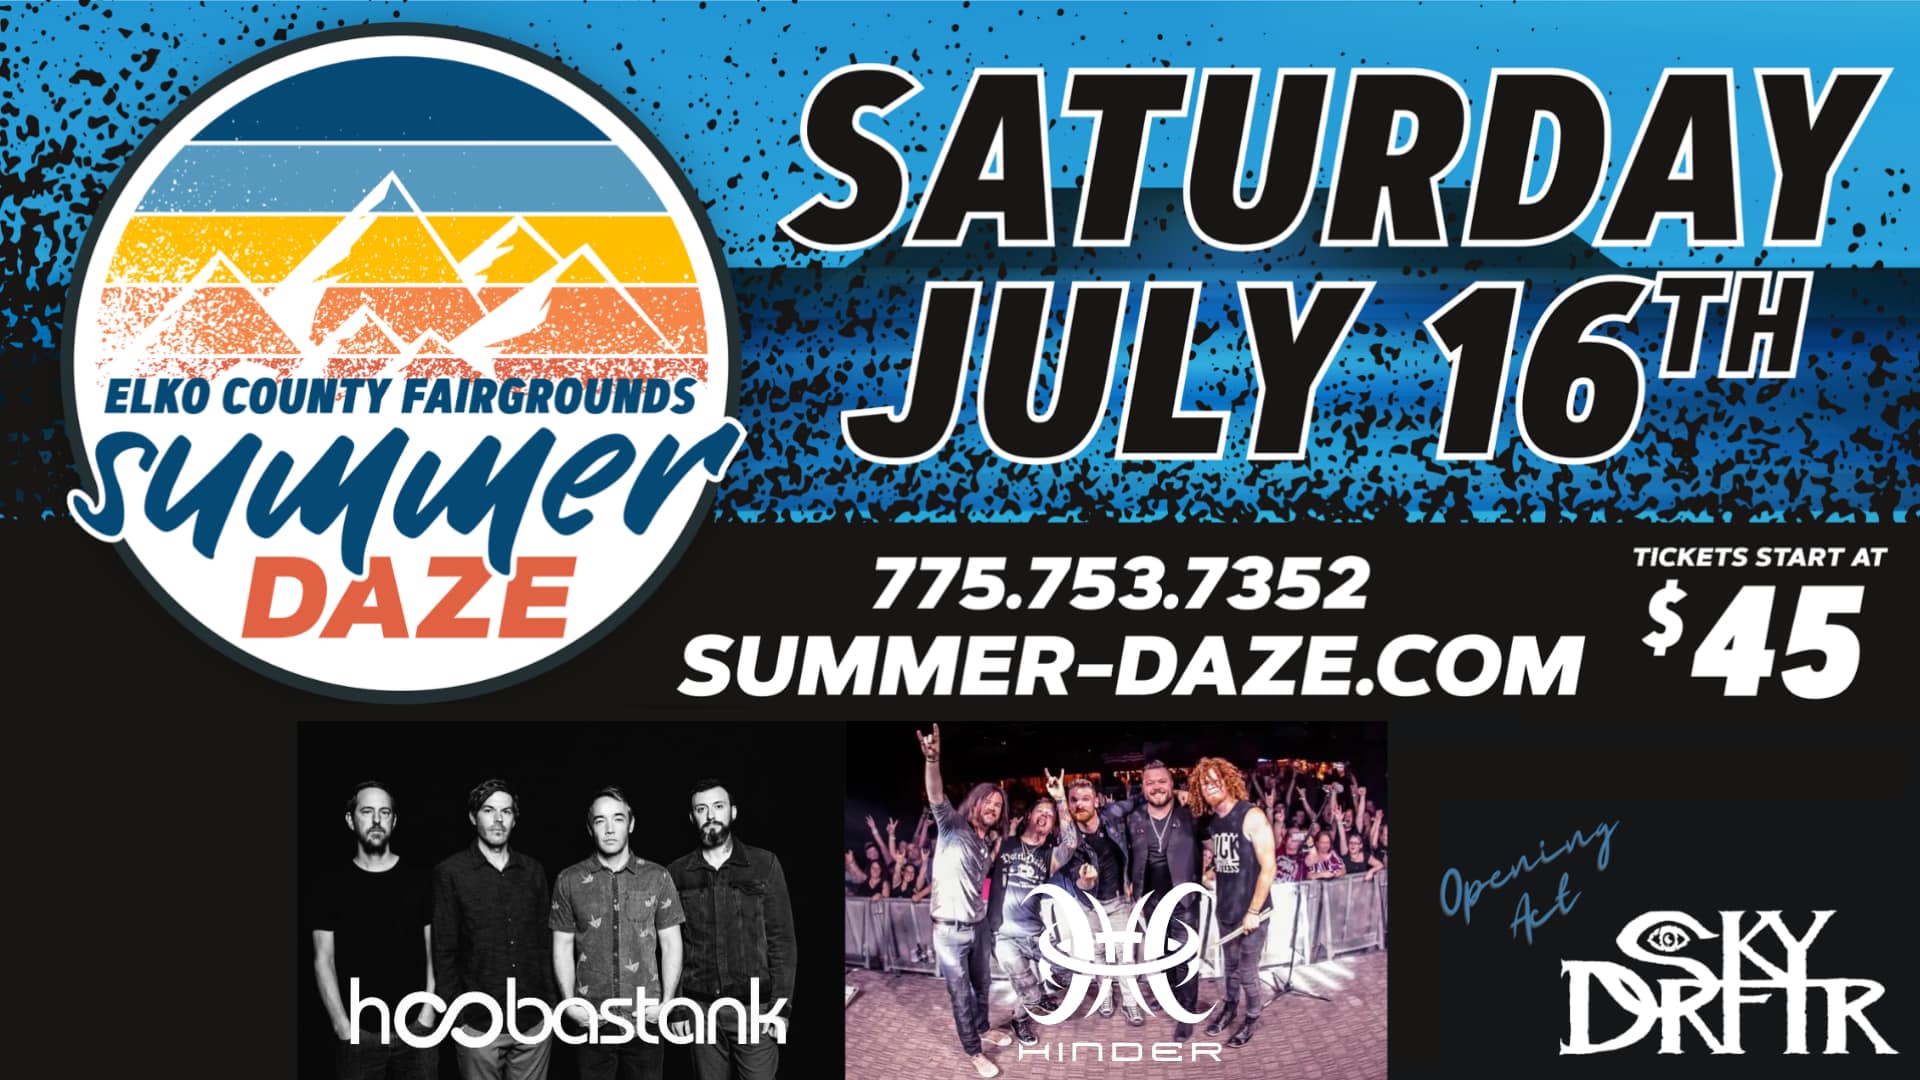 ELKO COUNTY FAIRGROUNDS
summer
DAZE
SATURDAY
JULY 16TH
775.753.7352
SUMMER-DAZE.COM
TICKETS START AT
$45
hoobastank
HINDER
Opening
Act
SKY
DRFTR